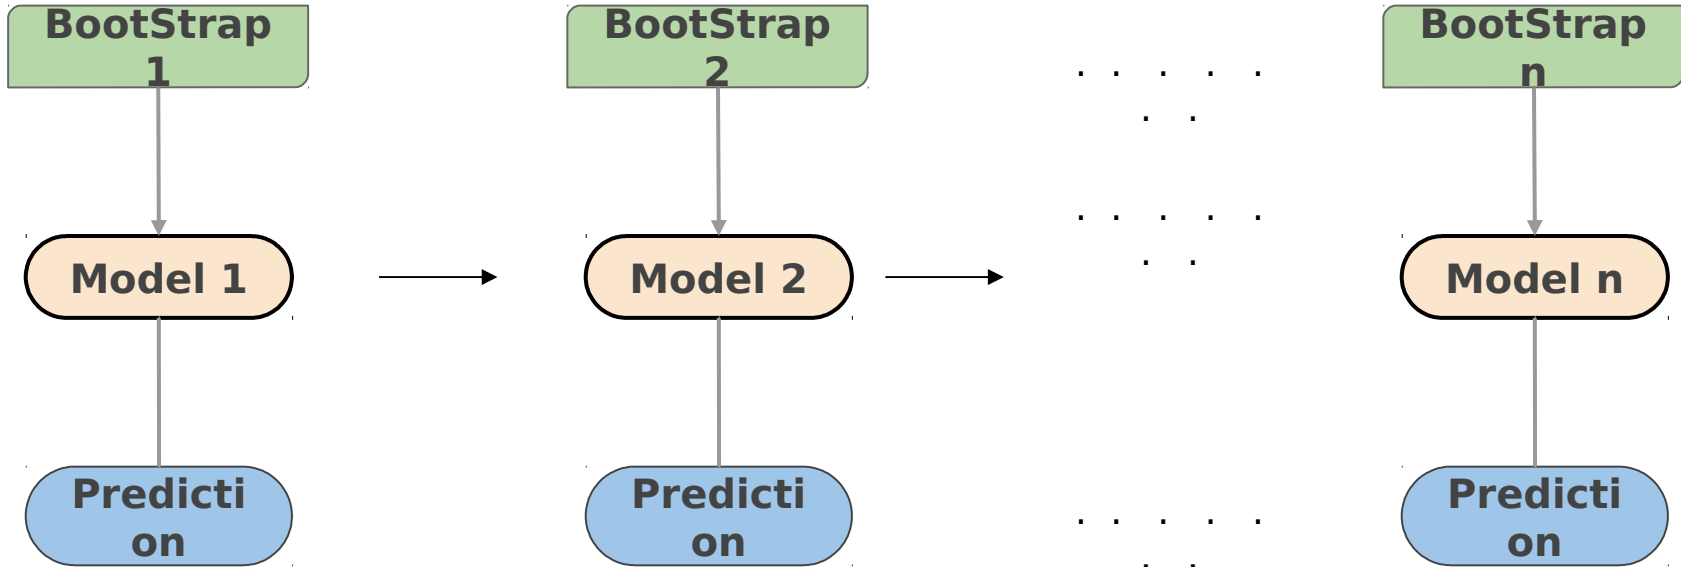 BootStrap
1
BootStrap
2
. . . . .
. .
BootStrap
n
Model 1
Model 2
. . . . .
. .
Model n
Predicti
on
Predicti
on
. . . . .
. .
Predicti
on